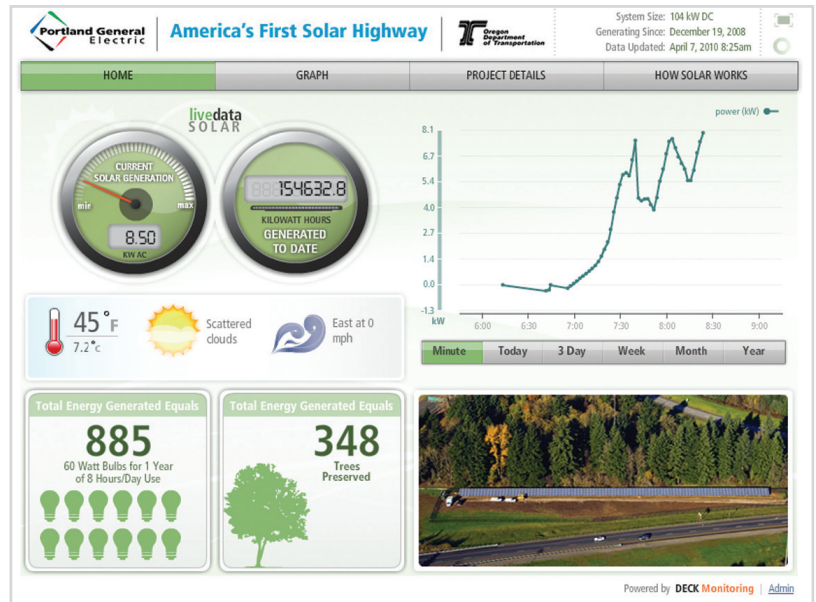 Portland General
Electric
America's First Solar Highway
Oregon
Department
of Transportation
System Size: 104 kW DC
Generating Since: December 19, 2008
Data Updated: April 7, 2010 8:25am
HOME GRAPH PROJECT DETAILS HOW SOLAR WORKS
livedata
SOLAR
CURRENT
SOLAR GENERATION
min max
8.50
KW AC
154632.8
KILOWATT HOURS
GENERATED
TO DATE
power (kW)
8.1
6.7
5.4
4.0
2.7
1.4
0.0
-1.3
kW
6:00 6:30 7:00 7:30 8:00 8:30 9:00
Minute Today 3 Day Week Month Year
45°F
7.2°c
Scattered
clouds
East at 0
mph
Total Energy Generated Equals
885
60 Watt Bulbs for 1 Year
of 8 Hours/Day Use
Total Energy Generated Equals
348
Trees
Preserved
Powered by DECK Monitoring | Admin